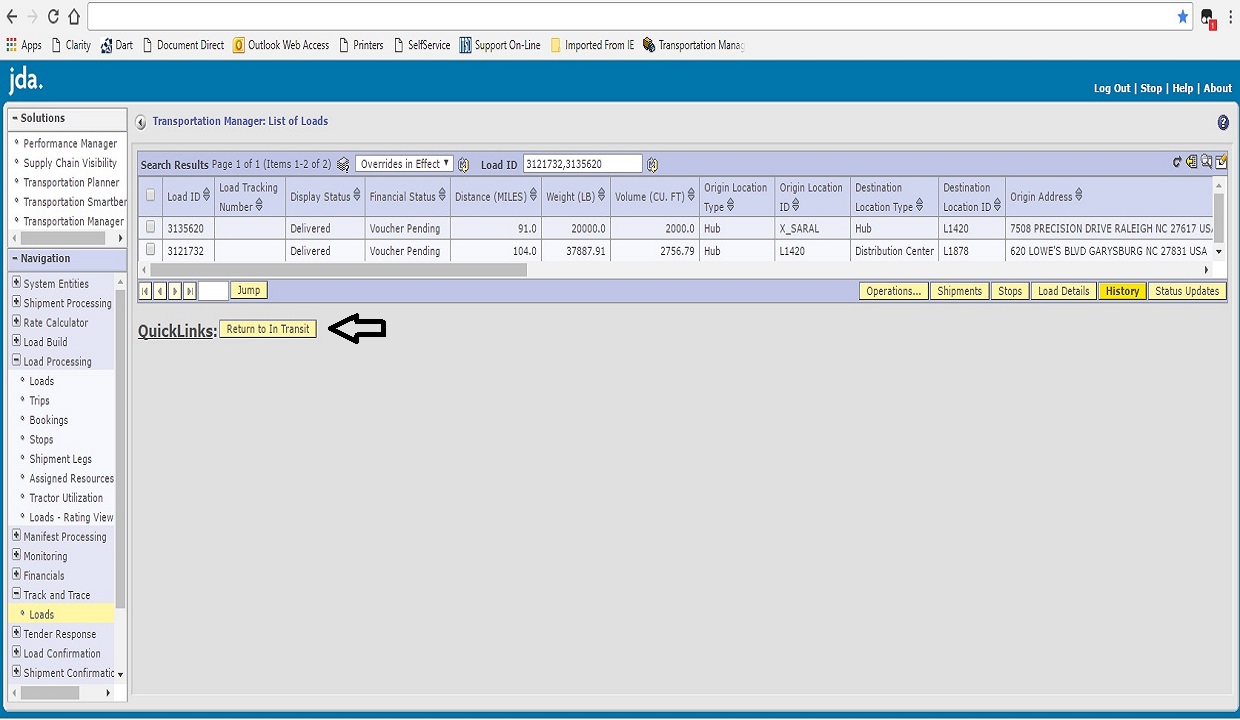 1
Apps Clarity Dart Document Direct Outlook Web Access Printers SelfService Support On-Line Imported From IE Transportation Manag
jda.
Log Out | Stop | Help | About
Solutions
Performance Manager
Supply Chain Visibility
Transportation Planner
Transportation Smartber
Transportation Manager
Navigation
System Entities
Shipment Processing
Rate Calculator
Load Build
Load Processing
Loads
Trips
Bookings
Stops
Shipment Legs
Assigned Resources
Tractor Utilization
Loads - Rating View
Manifest Processing
Monitoring
Financials
Track and Trace
Loads
Tender Response
Load Confirmation
Shipment Confirmatic
Transportation Manager: List of Loads
Search Results Page 1 of 1 (Items 1-2 of 2) Overrides in Effect Load ID 3121732,3135620
Load ID Load Tracking Number Display Status Financial Status Distance (MILES) Weight (LB) Volume (CU. FT) Origin Location Type Origin Location ID Destination Location Type Destination Location ID Origin Address
3135620 Delivered Voucher Pending 91.0 20000.0 2000.0 Hub X_SARAL Hub L1420 7508 PRECISION DRIVE RALEIGH NC 27617 US
3121732 Delivered Voucher Pending 104.0 37887.91 2756.79 Hub L1420 Distribution Center L1878 620 LOWE'S BLVD GARYSBURG NC 27831 USA
Jump Operations... Shipments Stops Load Details History Status Updates
QuickLinks: Return to In Transit